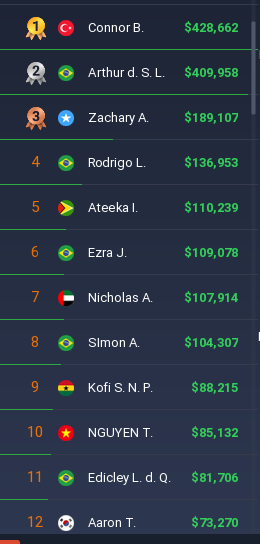 1 Connor B. $428,662
2 Arthur d. S. L. $409,958
3 Zachary A. $189,107
4 Rodrigo L. $136,953
5 Ateeka I. $110,239
6 Ezra J. $109,078
7 Nicholas A. $107,914
8 SImon A. $104,307
9 Kofi S. N. P. $88,215
10 NGUYEN T. $85,132
11 Edicley L. d. Q. $81,706
12 Aaron T. $73,270